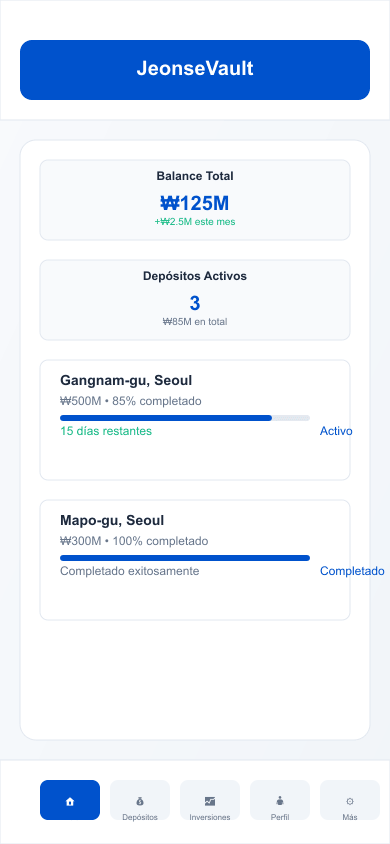 JeonseVault
Balance Total
₩125M
+₩2.5M este mes
Depósitos Activos
3
₩85M en total
Gangnam-gu, Seoul
₩500M • 85% completado
15 días restantes
Activo
Mapo-gu, Seoul
₩300M • 100% completado
Completado exitosamente
Completado
Depósitos
Inversiones
Perfil
Más